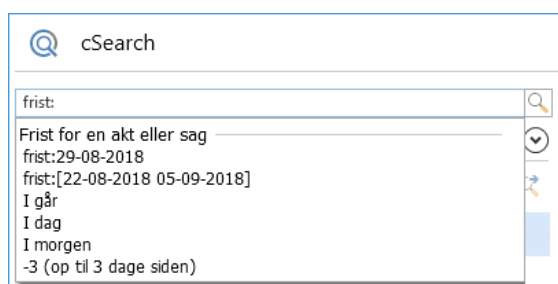 cSearch
frist:
Frist for en akt eller sag
frist:29-08-2018
frist:[22-08-2018 05-09-2018]
I går
I dag
I morgen
-3 (op til 3 dage siden)